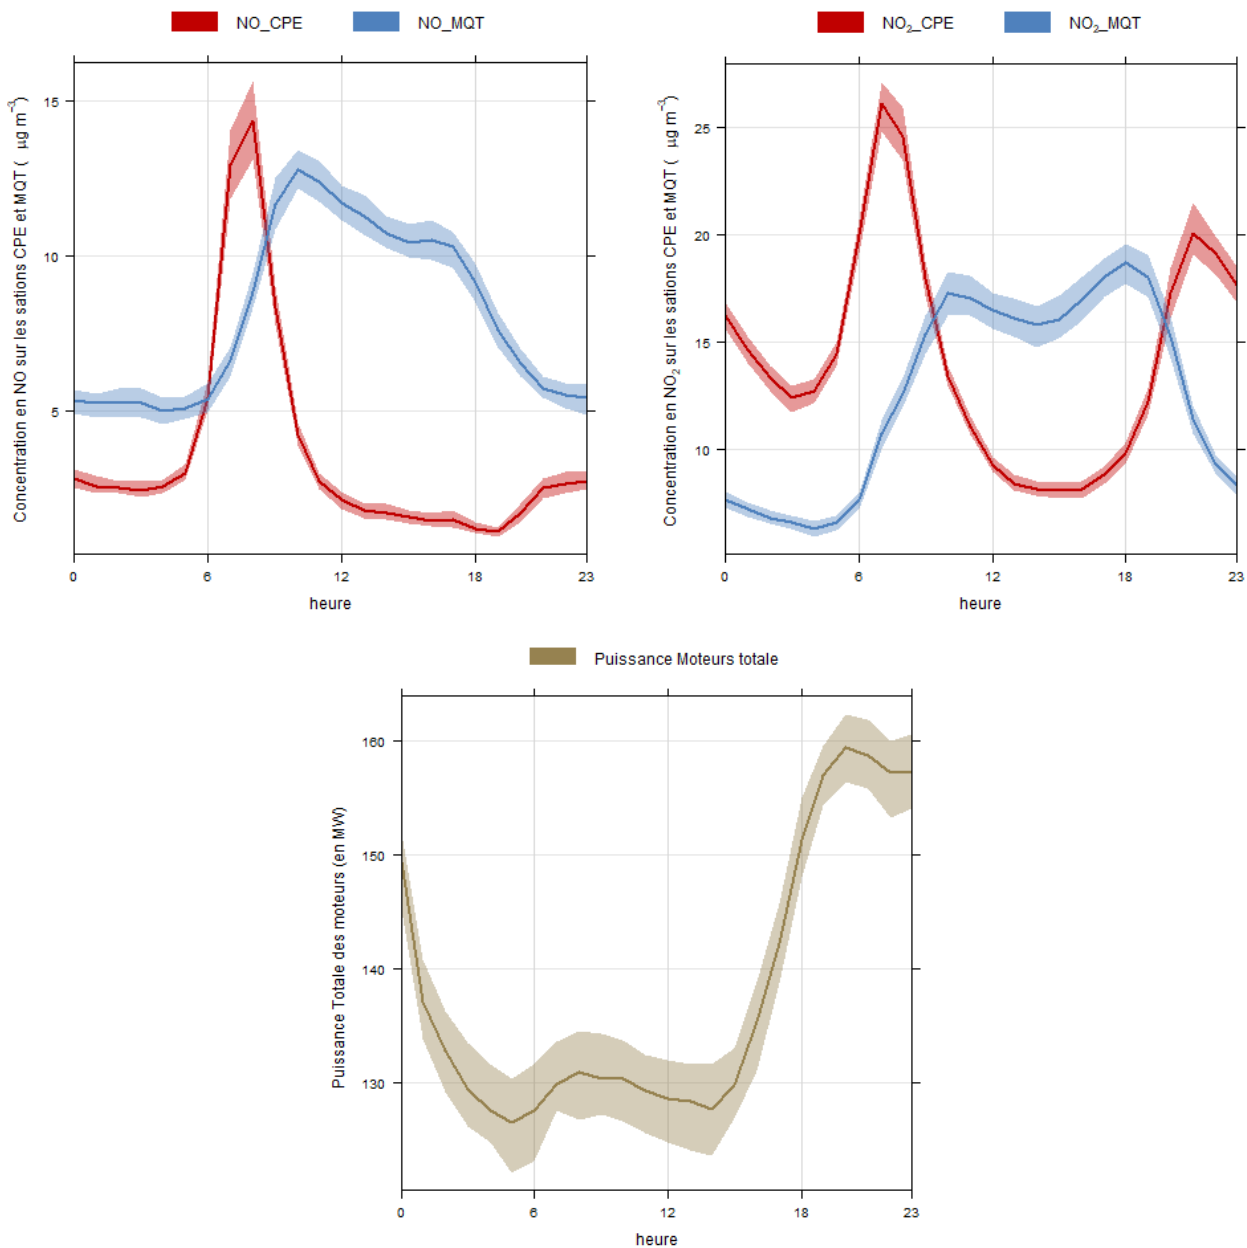 NO_CPE NO_MQT
Concentration en NO sur les sations CPE et MQT ( µg m⁻³)
15
10
5
0 6 12 18 23
heure
NO₂_CPE NO₂_MQT
Concentration en NO₂ sur les sations CPE et MQT ( µg m⁻³)
25
20
15
10
0 6 12 18 23
heure
Puissance Moteurs totale
Puissance Totale des moteurs (en MW)
160
150
140
130
0 6 12 18 23
heure